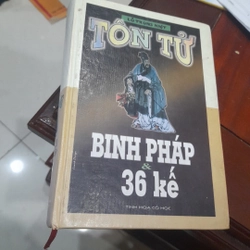 TÔN TỬ
BINH PHÁP
&
36 kế